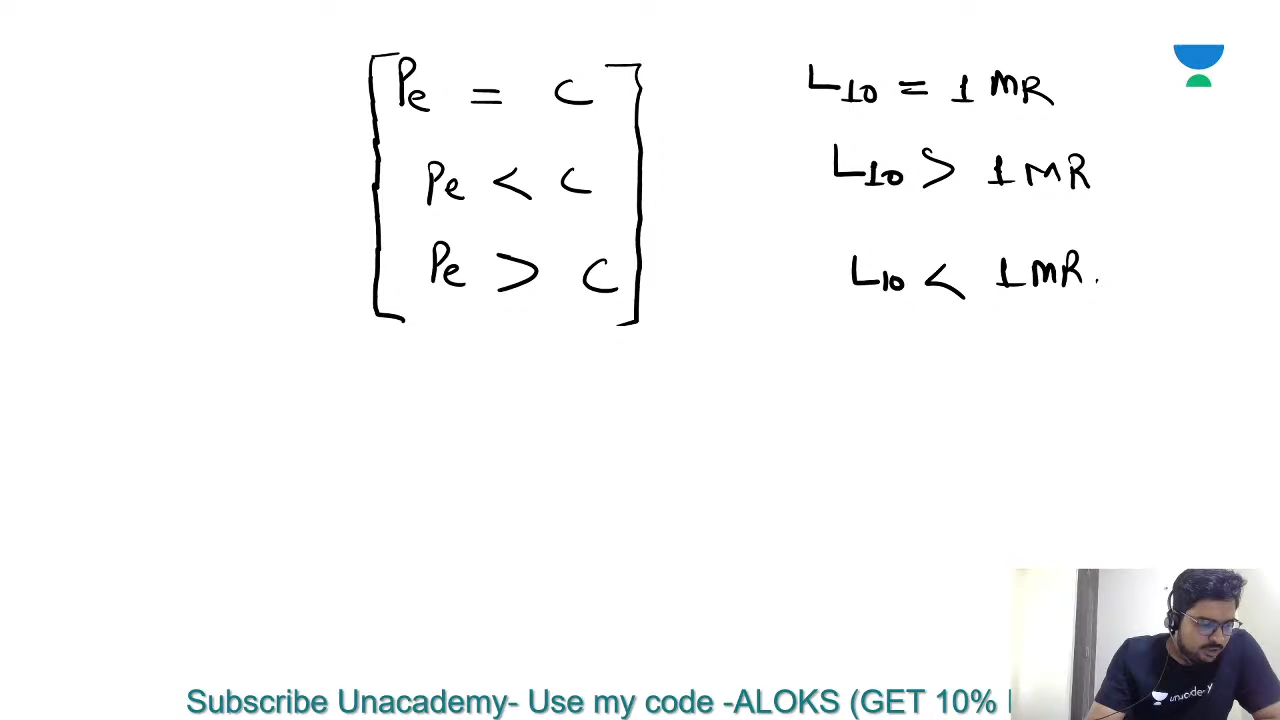 Pe = C L10 = 1 MR
Pe < C L10 > 1 MR
Pe > C L10 < 1 MR.
unacademy
Subscribe Unacademy- Use my code -ALOKS (GET 10%